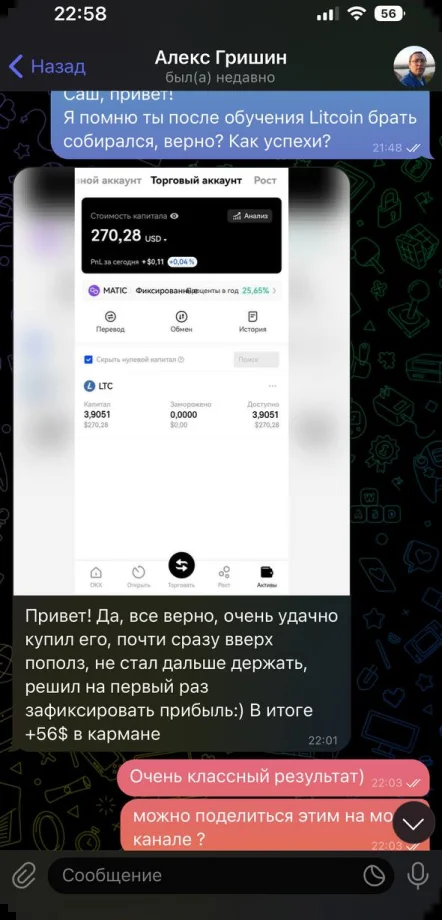 22:58
56
Назад
Алекс Гришин
был(а) недавно
Саш, привет!
Я помню ты после обучения Litcoin брать
собирался, верно? Как успехи?
21:48
ной аккаунт Торговый аккаунт Рост
Стоимость капитала
Анализ
270,28 USD
PnL за сегодня +$0,11 +0,04%
MATIC Фиксированные проценты в год 25,65%
Перевод Обмен История
Скрыть нулевой капитал
Поиск
LTC
Капитал Заморожено Доступно
3,9051 0,0000 3,9051
$270,28 $0,00 $270,28
OKX Открыть Торговать Рост Активы
Привет! Да, все верно, очень удачно
купил его, почти сразу вверх
пополз, не стал дальше держать,
решил на первый раз
зафиксировать прибыль:) В итоге
+56$ в кармане
22:01
Очень классный результат)
22:03
можно поделиться этим на мо
канале ?
22:03
Сообщение